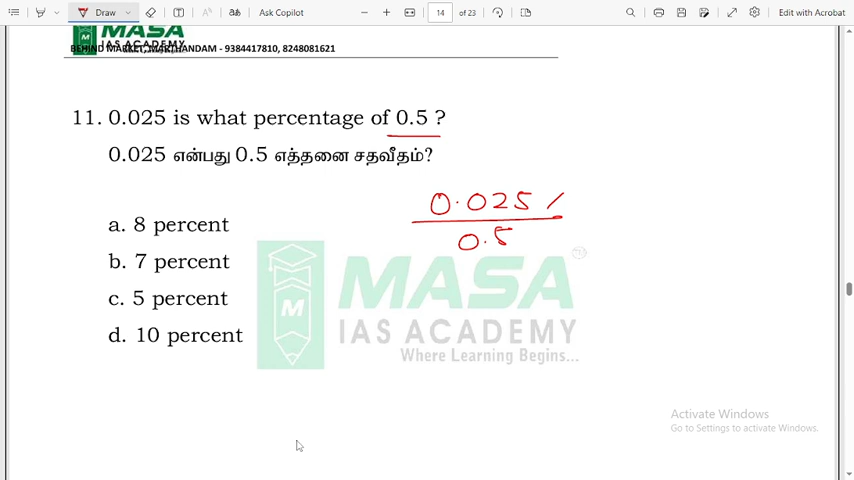 Draw
Ask Copilot
14 of 23
Edit with Acrobat
MASA
IAS ACADEMY
BEHIND MARKET, MARTHANDAM - 9384417810, 8248081621
11. 0.025 is what percentage of 0.5 ?
0.025 என்பது 0.5 எத்தனை சதவீதம்?
0.025
0.5
a. 8 percent
b. 7 percent
c. 5 percent
d. 10 percent
M
MASA
IAS ACADEMY
Where Learning Begins...
Activate Windows
Go to Settings to activate Windows.